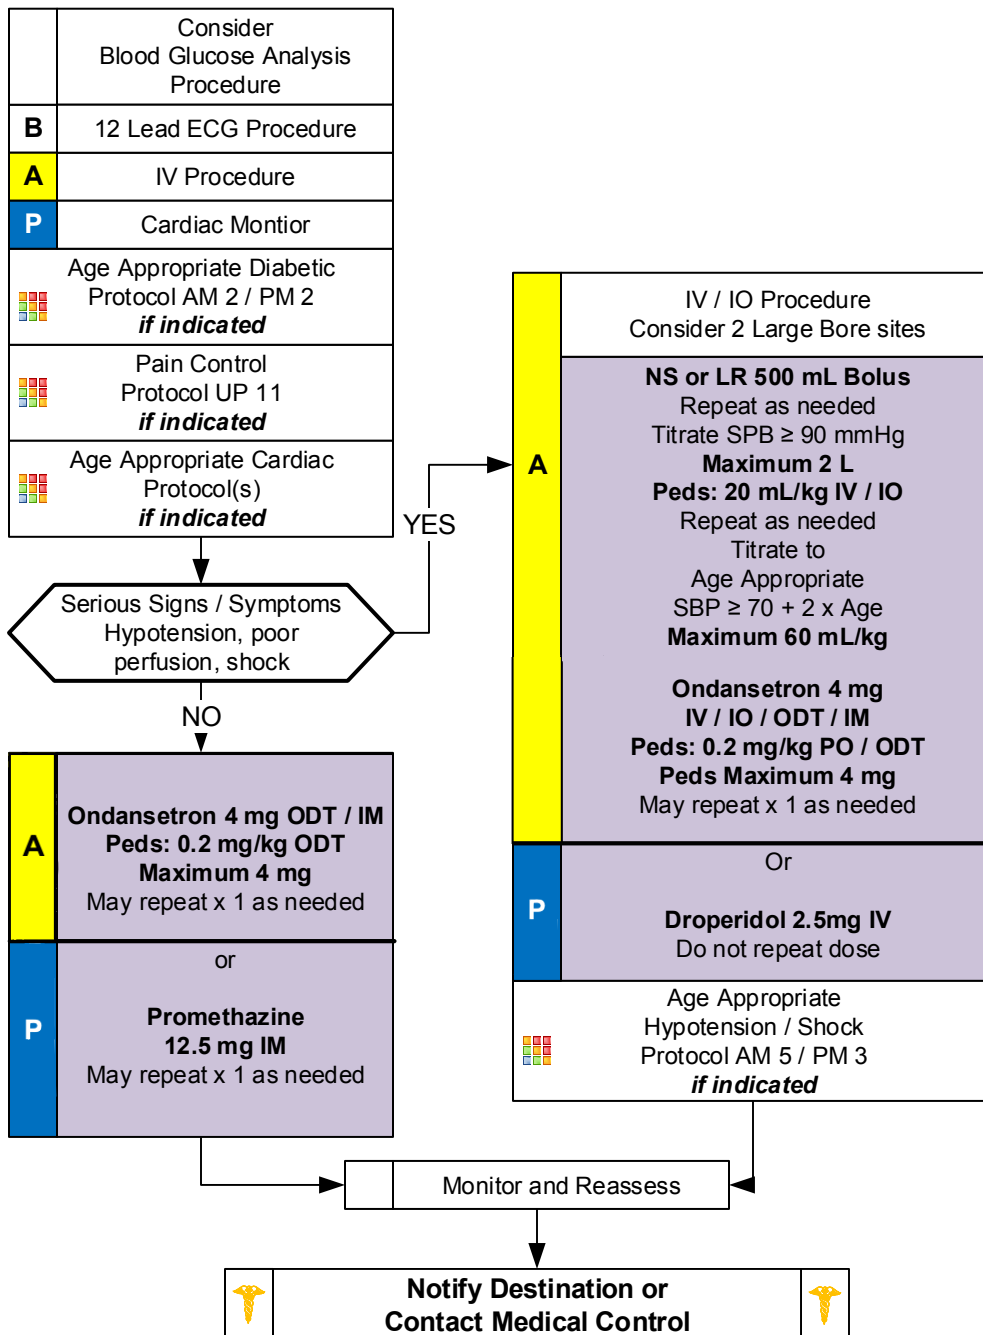 Consider
Blood Glucose Analysis
Procedure
B
12 Lead ECG Procedure
A
IV Procedure
P
Cardiac Montior
Age Appropriate Diabetic
Protocol AM 2 / PM 2
if indicated
Pain Control
Protocol UP 11
if indicated
Age Appropriate Cardiac
Protocol(s)
if indicated
Serious Signs / Symptoms
Hypotension, poor
perfusion, shock
YES
NO
A
Ondansetron 4 mg ODT / IM
Peds: 0.2 mg/kg ODT
Maximum 4 mg
May repeat x 1 as needed
P
or
Promethazine
12.5 mg IM
May repeat x 1 as needed
A
IV / IO Procedure
Consider 2 Large Bore sites
NS or LR 500 mL Bolus
Repeat as needed
Titrate SPB ≥ 90 mmHg
Maximum 2 L
Peds: 20 mL/kg IV / IO
Repeat as needed
Titrate to
Age Appropriate
SBP ≥ 70 + 2 x Age
Maximum 60 mL/kg
Ondansetron 4 mg
IV / IO / ODT / IM
Peds: 0.2 mg/kg PO / ODT
Peds Maximum 4 mg
May repeat x 1 as needed
P
Or
Droperidol 2.5mg IV
Do not repeat dose
Age Appropriate
Hypotension / Shock
Protocol AM 5 / PM 3
if indicated
Monitor and Reassess
Notify Destination or
Contact Medical Control